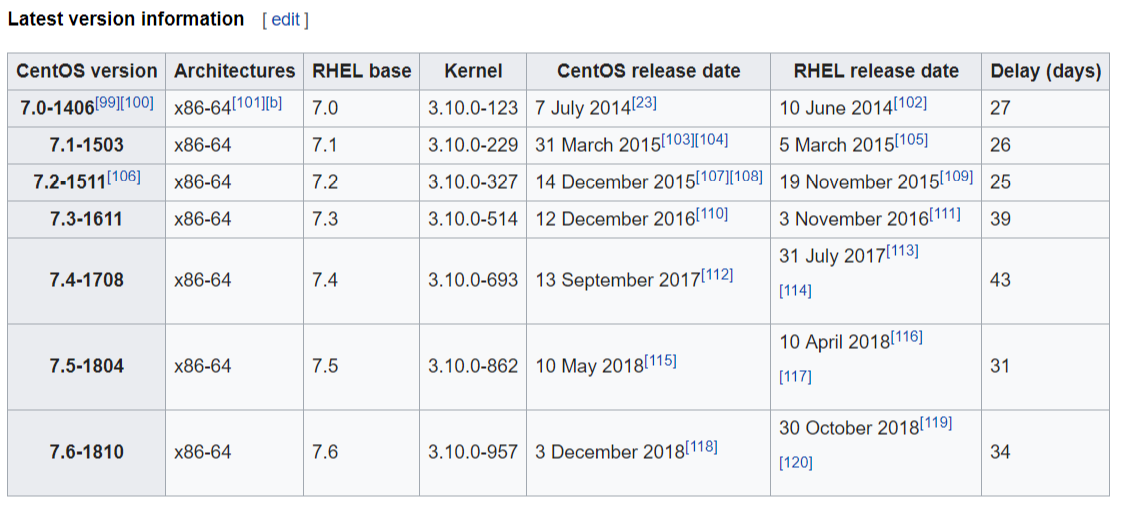 Latest version information [ edit ]
CentOS version Architectures RHEL base Kernel CentOS release date RHEL release date Delay (days)
7.0-1406[99][100] x86-64[101][b] 7.0 3.10.0-123 7 July 2014[23] 10 June 2014[102] 27
7.1-1503 x86-64 7.1 3.10.0-229 31 March 2015[103][104] 5 March 2015[105] 26
7.2-1511[106] x86-64 7.2 3.10.0-327 14 December 2015[107][108] 19 November 2015[109] 25
7.3-1611 x86-64 7.3 3.10.0-514 12 December 2016[110] 3 November 2016[111] 39
7.4-1708 x86-64 7.4 3.10.0-693 13 September 2017[112] 31 July 2017[113]
[114] 43
7.5-1804 x86-64 7.5 3.10.0-862 10 May 2018[115] 10 April 2018[116]
[117] 31
7.6-1810 x86-64 7.6 3.10.0-957 3 December 2018[118] 30 October 2018[119]
[120] 34